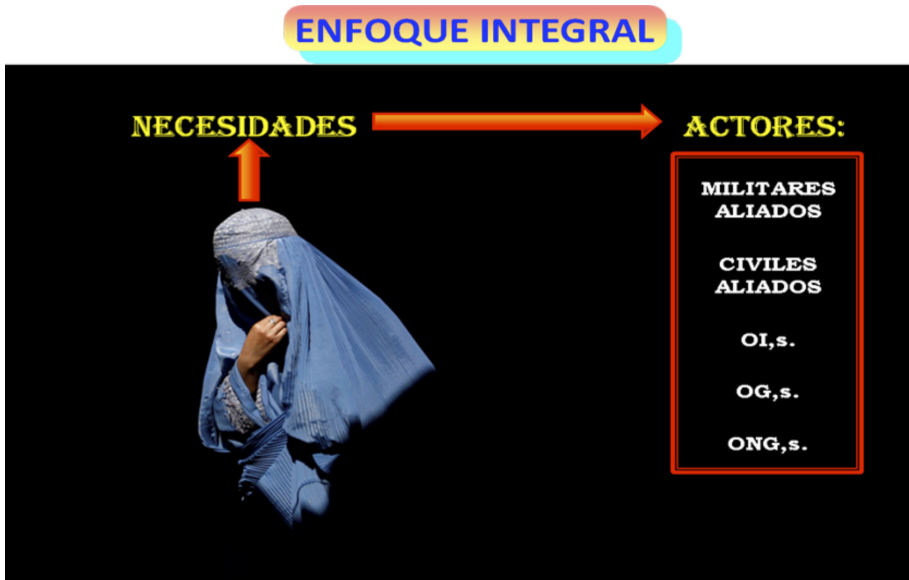 ENFOQUE INTEGRAL
NECESIDADES
ACTORES:
MILITARES
ALIADOS
CIVILES
ALIADOS
OI,s.
OG,s.
ONG,s.